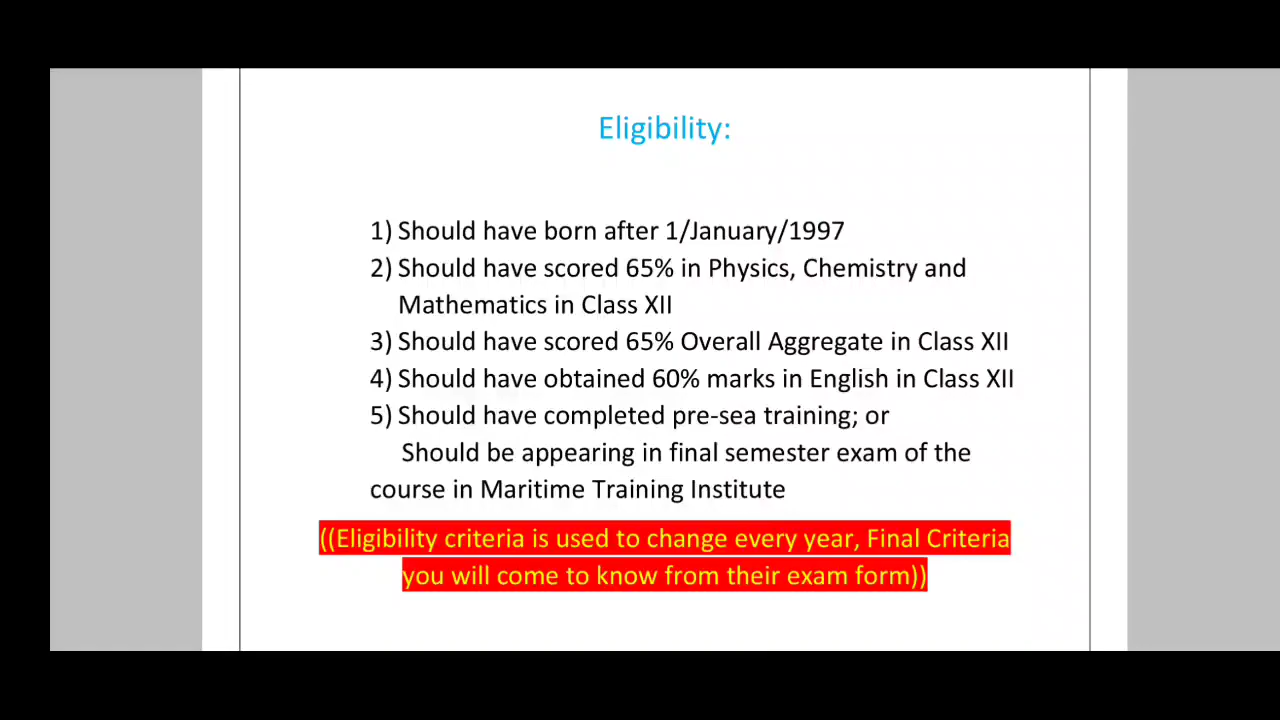 Eligibility:
1) Should have born after 1/January/1997
2) Should have scored 65% in Physics, Chemistry and
Mathematics in Class XII
3) Should have scored 65% Overall Aggregate in Class XII
4) Should have obtained 60% marks in English in Class XII
5) Should have completed pre-sea training; or
Should be appearing in final semester exam of the
course in Maritime Training Institute
((Eligibility criteria is used to change every year, Final Criteria
you will come to know from their exam form))